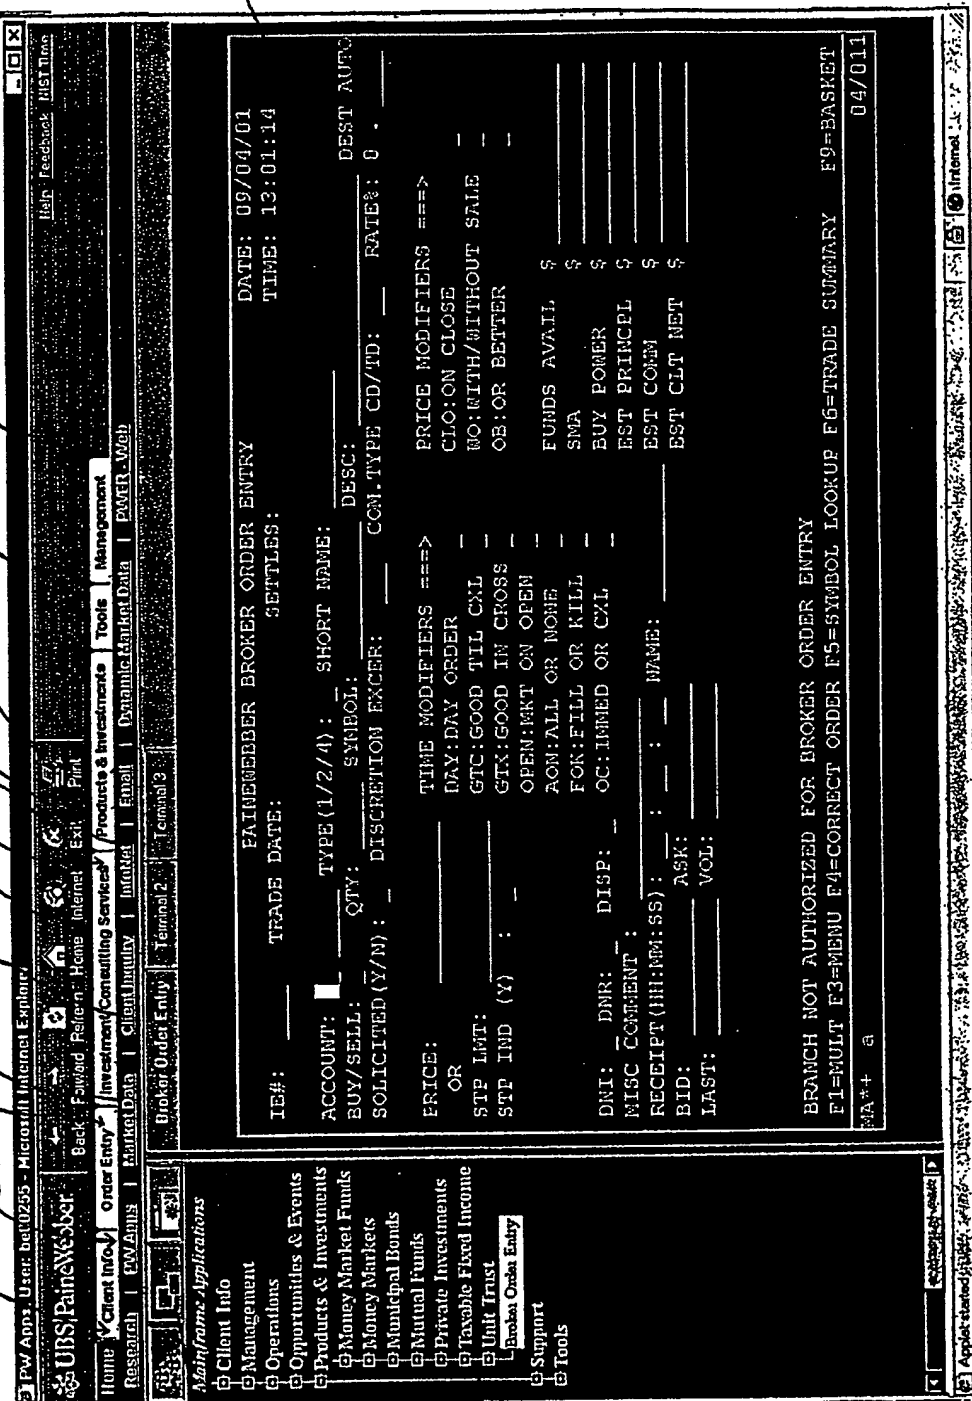 PW Apps, User: bell0255 - Microsoft Internet Explorer
UBS PaineWebber
Back Forward Refresh Home Internet Exit Print
Help Feedback NIST Time
Home Client Info Order Entry Investment/Consulting Services Products & Investments Tools Management
Research | PW Apps | Market Data | Client Inquiry | InfoNet | Email | Dynamic Market Data | PWER-Web
Broker Order Entry Terminal 2 Terminal 3
Mainframe Applications
Client Info
Management
Operations
Opportunities & Events
Products & Investments
Money Market Funds
Money Markets
Municipal Bonds
Mutual Funds
Private Investments
Taxable Fixed Income
Unit Trust
Broker Order Entry
Support
Tools
PAINEWEBBER BROKER ORDER ENTRY DATE: 09/04/01
IE#: TRADE DATE: SETTLES: TIME: 13:01:14
ACCOUNT: TYPE(1/2/4): SHORT NAME:
BUY/SELL: QTY: SYMBOL: DESC: DEST AUTO
SOLICITED(Y/N): DISCRETION EXCER: COM.TYPE CD/TD: RATE%: 0 .
PRICE: TIME MODIFIERS ===> PRICE MODIFIERS ===>
OR DAY:DAY ORDER CLO:ON CLOSE
STP LMT: GTC:GOOD TIL CXL WO:WITH/WITHOUT SALE
STP IND (Y) : GTX:GOOD IN CROSS OB:OR BETTER
OPEN:MKT ON OPEN
AON:ALL OR NONE FUNDS AVAIL $
FOK:FILL OR KILL SMA $
DNI: DNR: DISP: OC:IMMED OR CXL BUY POWER $
MISC COMMENT : EST PRINCPL $
RECEIPT(HH:MM:SS): : : NAME: EST COMM $
BID: ASK: EST CLT NET $
LAST: VOL:
BRANCH NOT AUTHORIZED FOR BROKER ORDER ENTRY
F1=MULT F3=MENU F4=CORRECT ORDER F5=SYMBOL LOOKUP F6=TRADE SUMMARY F9=BASKET
MA*+ a 04/011
Applet started Internet